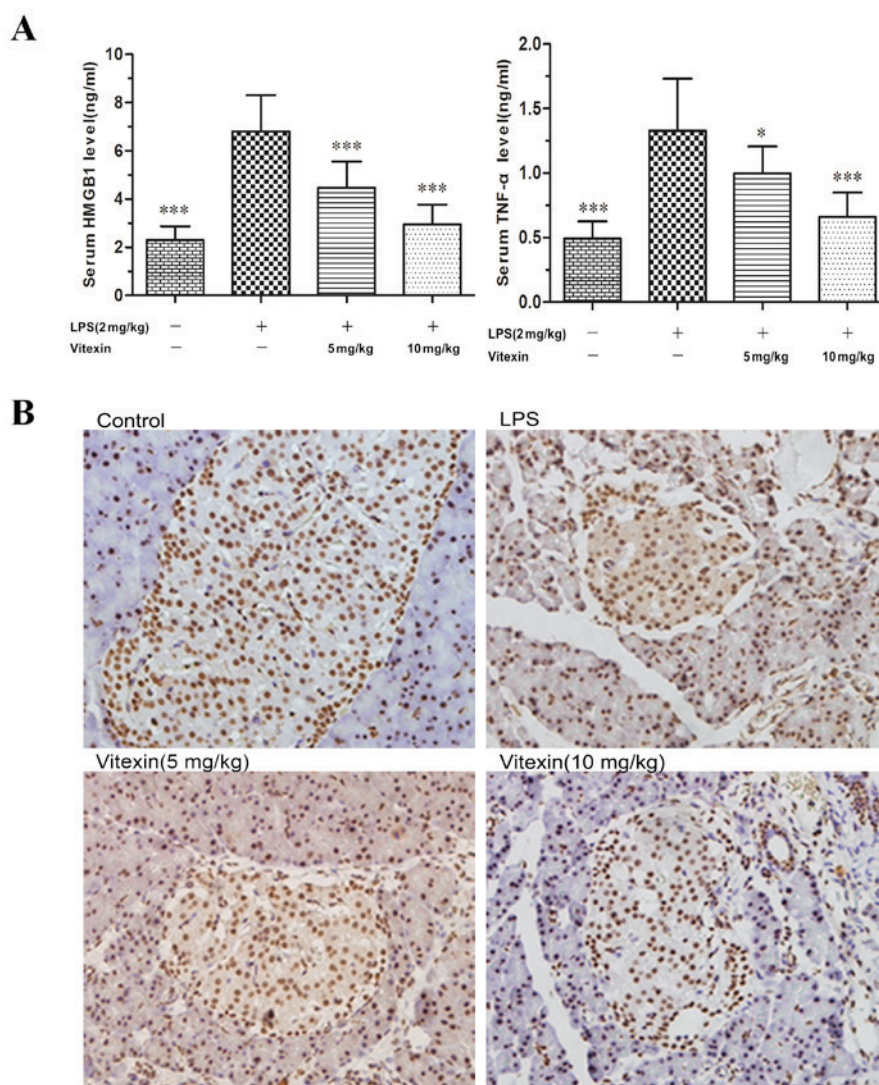 A
Serum HMGB1 level(ng/ml)
10
8
6
4
2
0
***
***
***
LPS(2mg/kg) − + + +
Vitexin − − 5mg/kg 10mg/kg
Serum TNF-α level(ng/ml)
2.0
1.5
1.0
0.5
0.0
***
*
***
LPS(2mg/kg) − + + +
Vitexin − − 5mg/kg 10mg/kg
B
Control
LPS
Vitexin(5 mg/kg)
Vitexin(10 mg/kg)